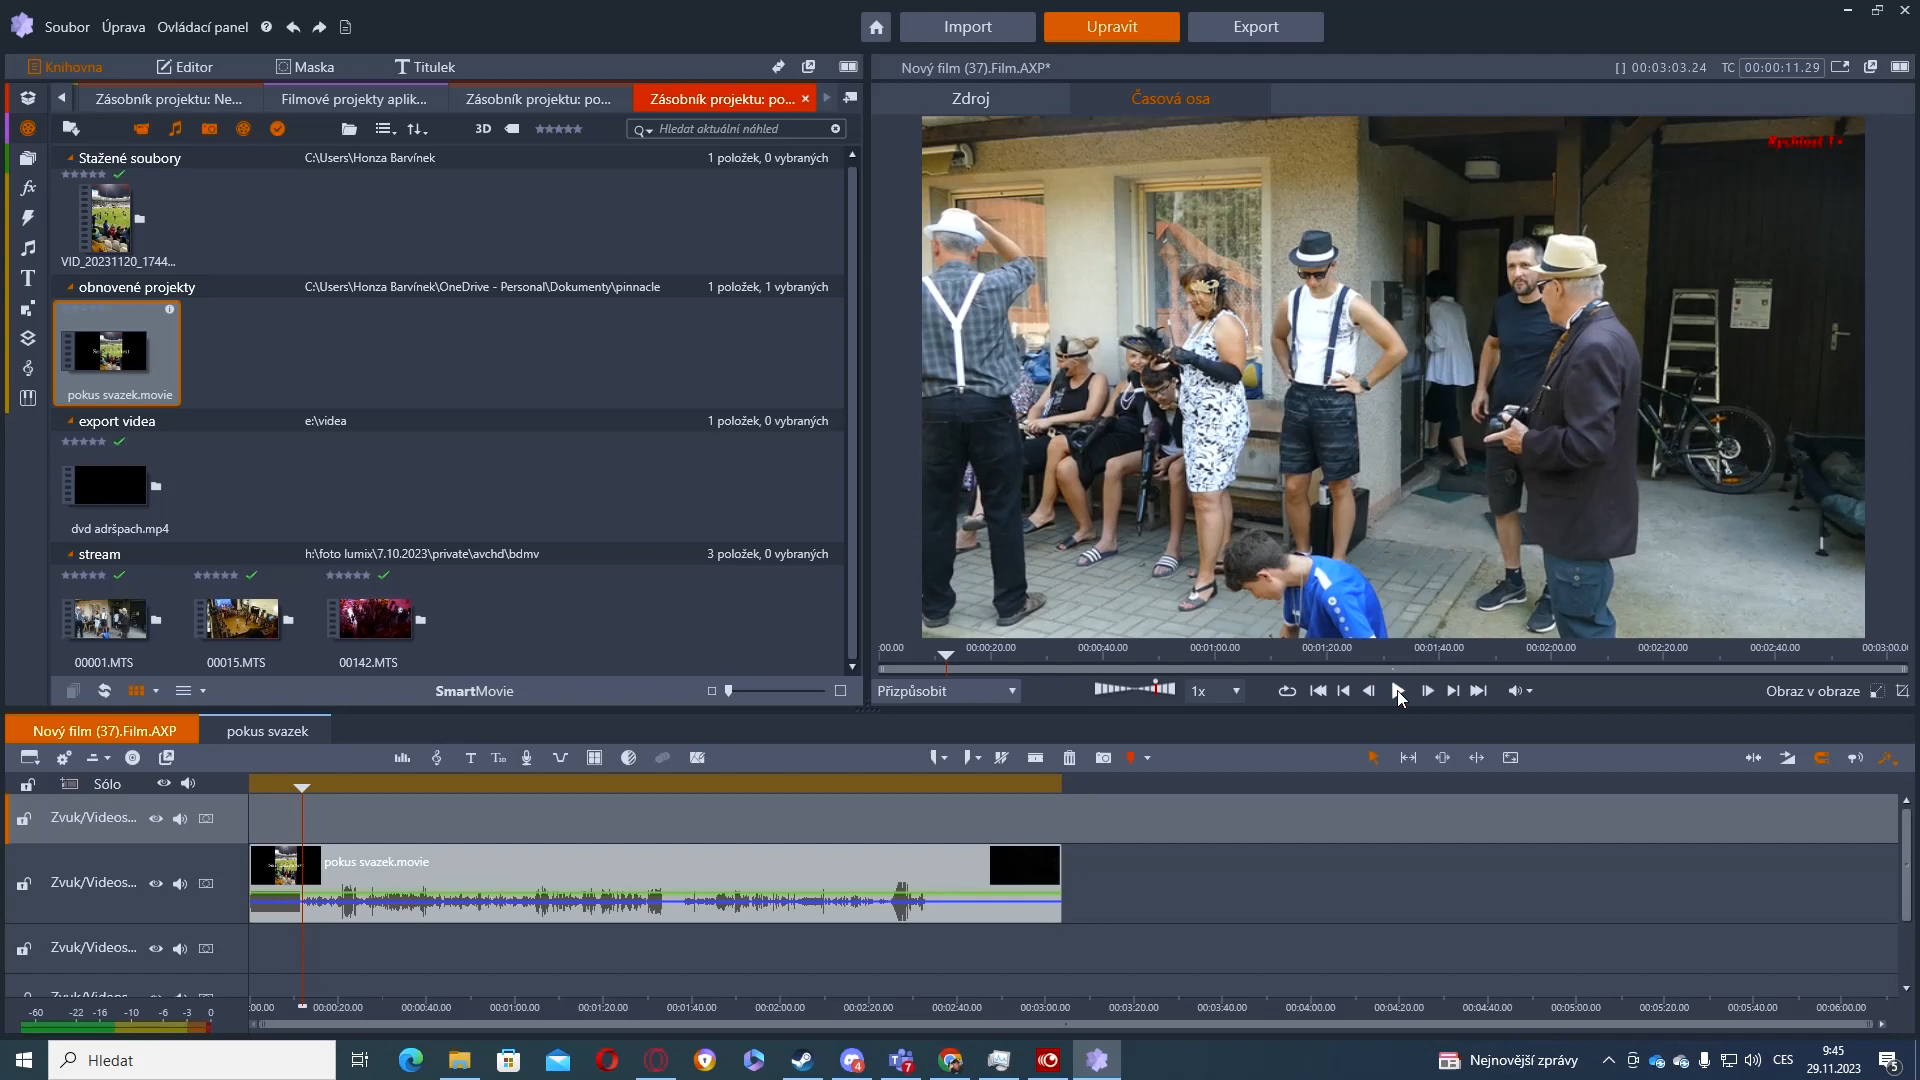 Soubor Úprava Ovládací panel
Import Upravit Export
Knihovna Editor Maska Titulek
Nový film (37).Film.AXP* [] 00:03:03.24 TC 00:00:11.29
Zásobník projektu: Ne... Filmové projekty aplik... Zásobník projektu: po... Zásobník projektu: po... ×
Zdroj Časová osa
3D Hledat aktuální náhled
Rychlost 1×
Stažené soubory C:\Users\Honza Barvínek 1 položek, 0 vybraných
VID_20231120_1744...
obnovené projekty C:\Users\Honza Barvínek\OneDrive - Personal\Dokumenty\pinnacle 1 položek, 1 vybraných
pokus svazek.movie
export videa e:\videa 1 položek, 0 vybraných
dvd adršpach.mp4
stream h:\foto lumix\7.10.2023\private\avchd\bdmv 3 položek, 0 vybraných
00001.MTS 00015.MTS 00142.MTS
:00.00 00:00:20.00 00:00:40.00 00:01:00.00 00:01:20.00 00:01:40.00 00:02:00.00 00:02:20.00 00:02:40.00 00:03:00.0
SmartMovie
Přizpůsobit 1x Obraz v obraze
Nový film (37).Film.AXP pokus svazek
Sólo
Zvuk/Videos...
Zvuk/Videos... pokus svazek.movie
Zvuk/Videos...
Zvuk/Videos...
-60 -22 -16 -10 -6 -3 0
:00.00 00:00:20.00 00:00:40.00 00:01:00.00 00:01:20.00 00:01:40.00 00:02:00.00 00:02:20.00 00:02:40.00 00:03:00.00 00:03:20.00 00:03:40.00 00:04:00.00 00:04:20.00 00:04:40.00 00:05:00.00 00:05:20.00 00:05:40.00 00:06:00.00
Hledat 4 7 Nejnovější zprávy CES 9:45
29.11.2023 5